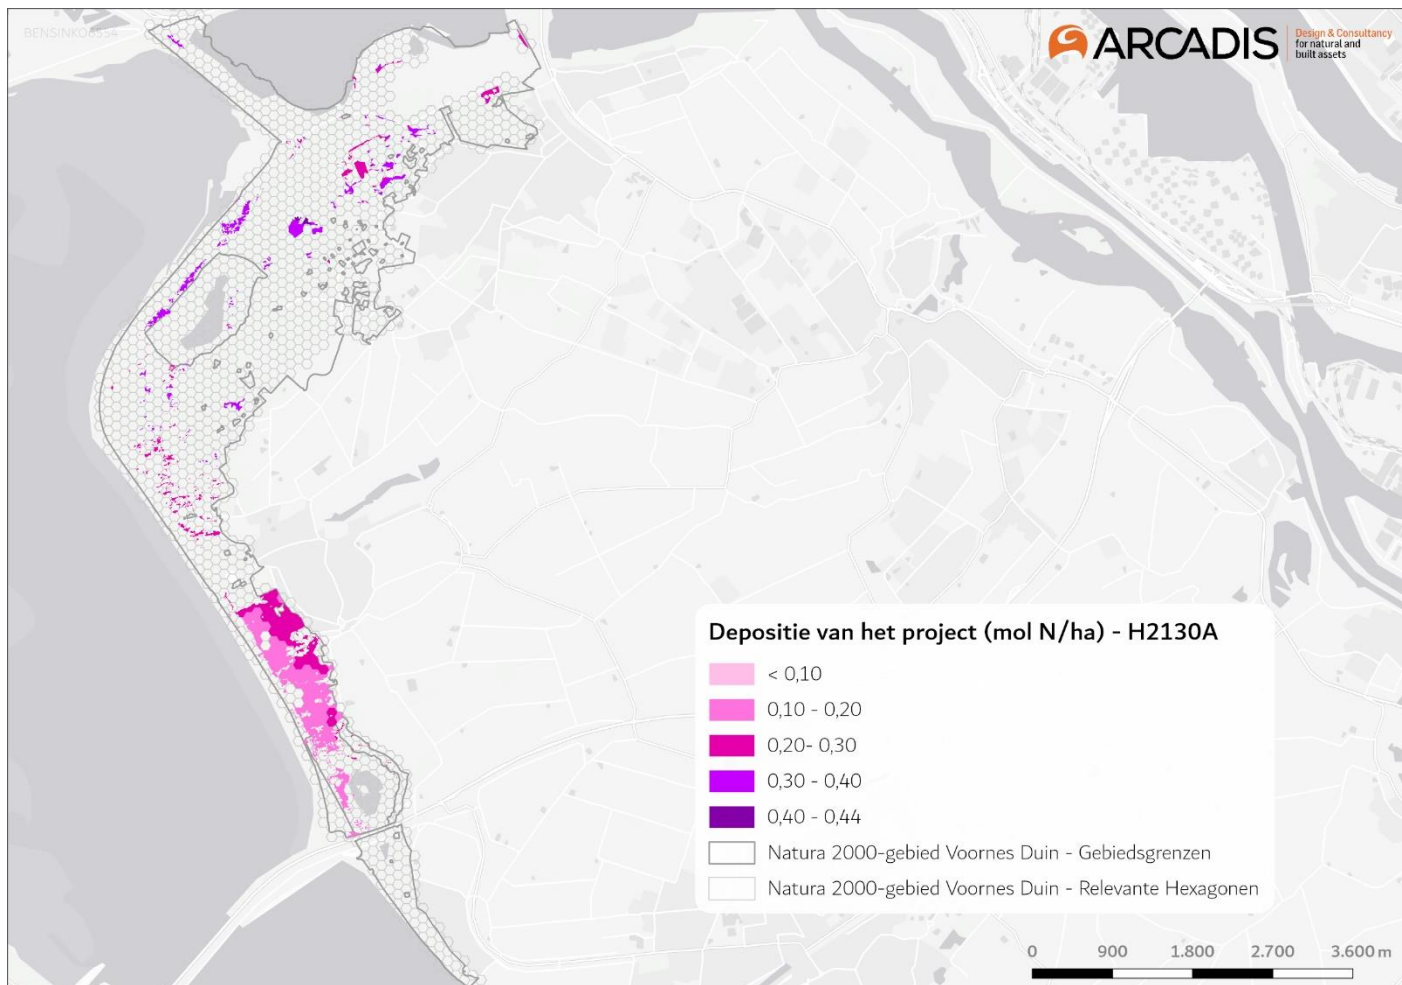 BENSINKO8554
ARCADIS
Design & Consultancy
for natural and
built assets
Depositie van het project (mol N/ha) - H2130A
< 0,10
0,10 - 0,20
0,20- 0,30
0,30 - 0,40
0,40 - 0,44
Natura 2000-gebied Voornes Duin - Gebiedsgrenzen
Natura 2000-gebied Voornes Duin - Relevante Hexagonen
0 900 1.800 2.700 3.600 m